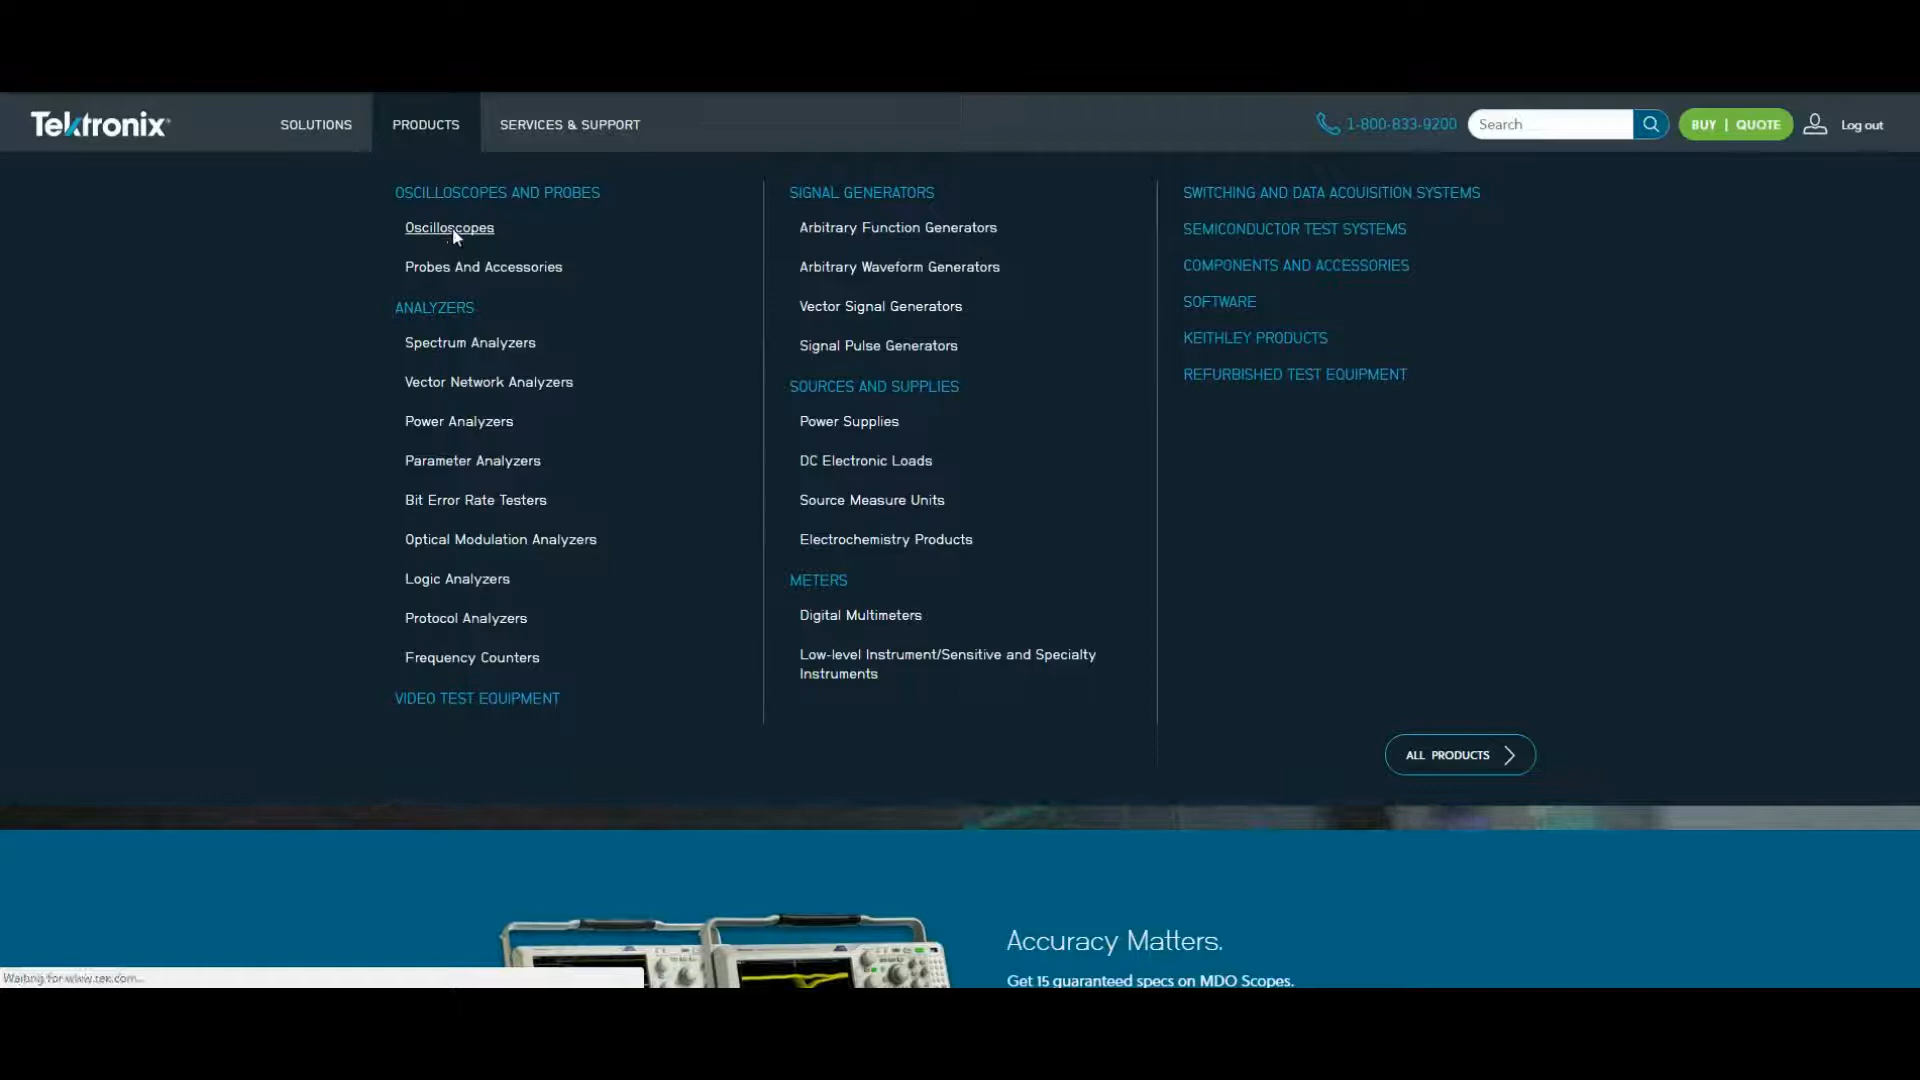 Tektronix
SOLUTIONS
PRODUCTS
SERVICES & SUPPORT
1-800-833-9200
Search
BUY | QUOTE
Log out
OSCILLOSCOPES AND PROBES
Oscilloscopes
Probes And Accessories
ANALYZERS
Spectrum Analyzers
Vector Network Analyzers
Power Analyzers
Parameter Analyzers
Bit Error Rate Testers
Optical Modulation Analyzers
Logic Analyzers
Protocol Analyzers
Frequency Counters
VIDEO TEST EQUIPMENT
SIGNAL GENERATORS
Arbitrary Function Generators
Arbitrary Waveform Generators
Vector Signal Generators
Signal Pulse Generators
SOURCES AND SUPPLIES
Power Supplies
DC Electronic Loads
Source Measure Units
Electrochemistry Products
METERS
Digital Multimeters
Low-level Instrument/Sensitive and Specialty
Instruments
SWITCHING AND DATA ACQUISITION SYSTEMS
SEMICONDUCTOR TEST SYSTEMS
COMPONENTS AND ACCESSORIES
SOFTWARE
KEITHLEY PRODUCTS
REFURBISHED TEST EQUIPMENT
ALL PRODUCTS
Accuracy Matters.
Get 15 guaranteed specs on MDO Scopes.
Waiting for www.tek.com...